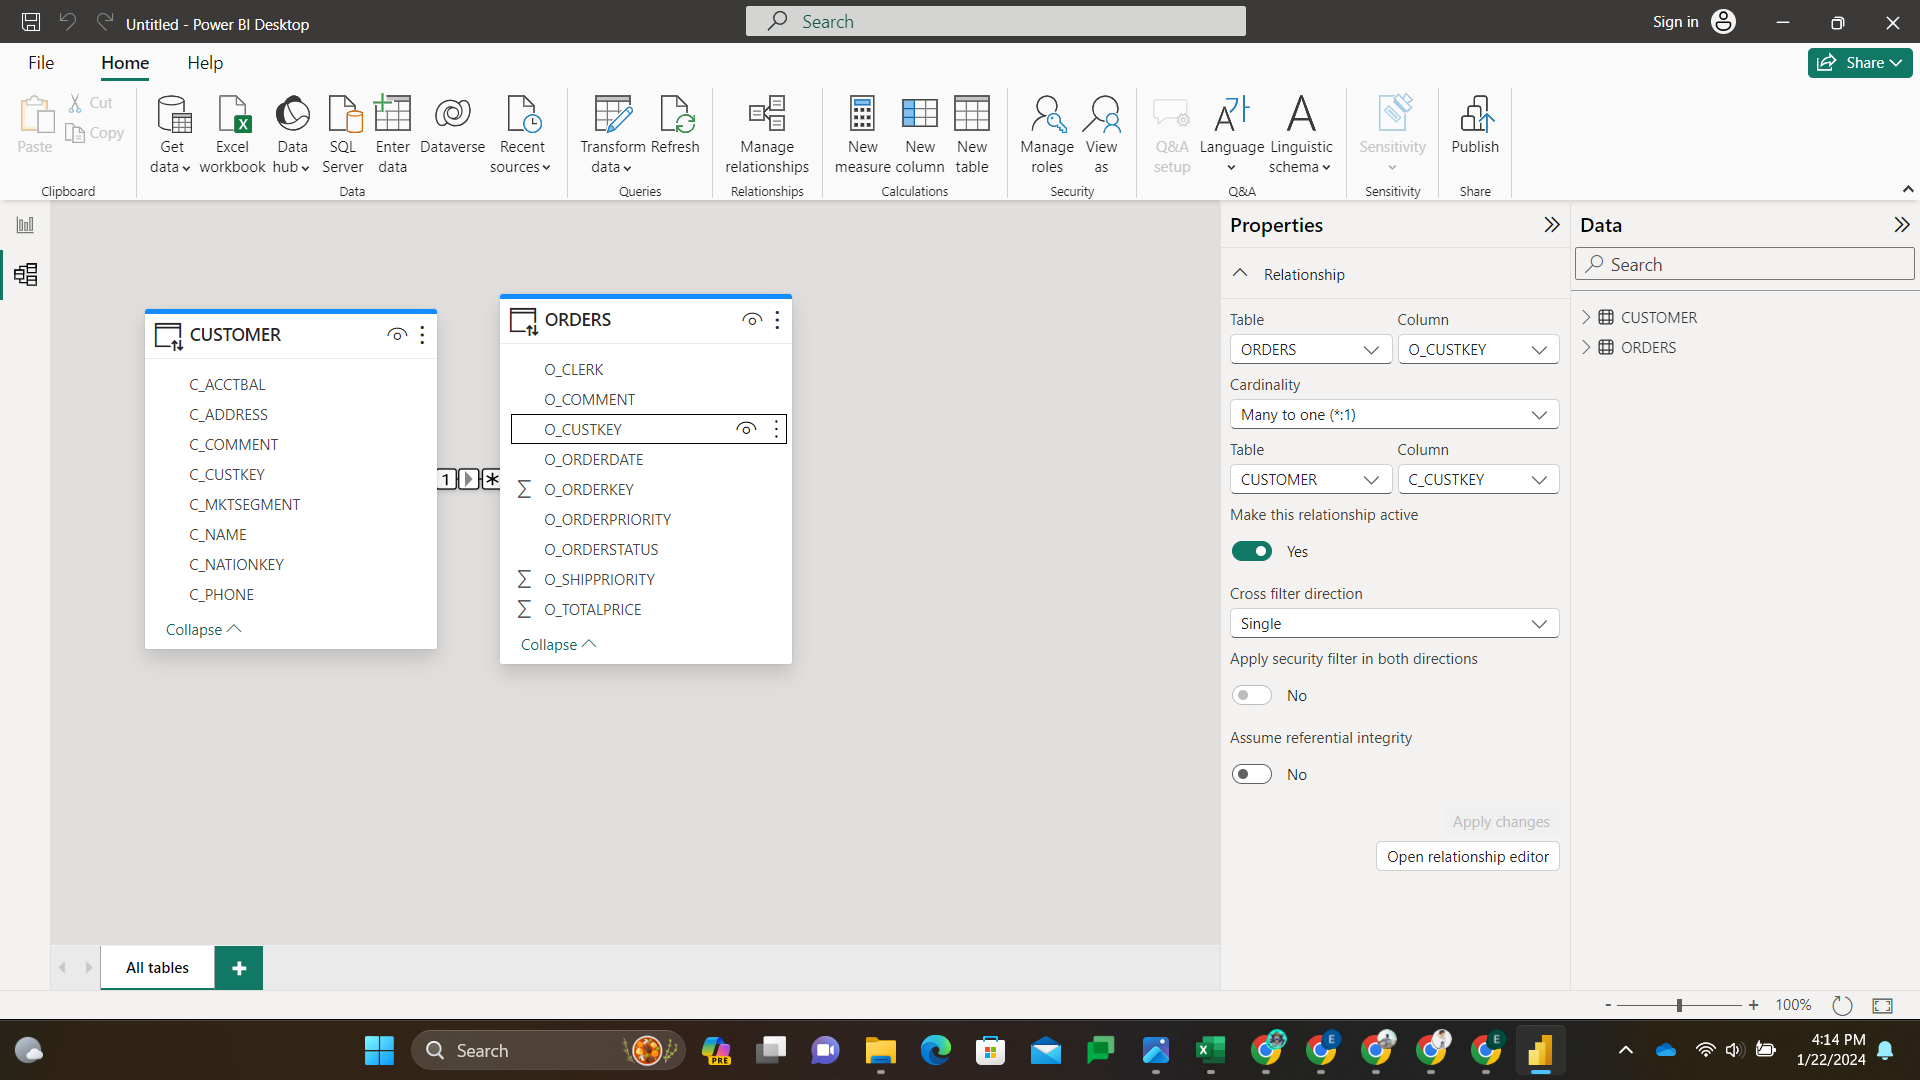 Untitled - Power BI Desktop
Search
Sign in
File
Home
Help
Share
Paste
Cut
Copy
Clipboard
Get data
Excel workbook
Data hub
SQL Server
Enter data
Dataverse
Recent sources
Data
Transform data
Refresh
Queries
Manage relationships
Relationships
New measure
New column
New table
Calculations
Manage roles
View as
Security
Q&A setup
Language
Linguistic schema
Q&A
Sensitivity
Sensitivity
Publish
Share
CUSTOMER
C_ACCTBAL
C_ADDRESS
C_COMMENT
C_CUSTKEY
C_MKTSEGMENT
C_NAME
C_NATIONKEY
C_PHONE
Collapse
1
*
ORDERS
O_CLERK
O_COMMENT
O_CUSTKEY
O_ORDERDATE
O_ORDERKEY
O_ORDERPRIORITY
O_ORDERSTATUS
O_SHIPPRIORITY
O_TOTALPRICE
Collapse
Properties
Relationship
Table Column
ORDERS O_CUSTKEY
Cardinality
Many to one (*:1)
Table Column
CUSTOMER C_CUSTKEY
Make this relationship active
Yes
Cross filter direction
Single
Apply security filter in both directions
No
Assume referential integrity
No
Apply changes
Open relationship editor
Data
Search
CUSTOMER
ORDERS
All tables
+
- + 100%
Search
PRE
E
E
4:14 PM
1/22/2024